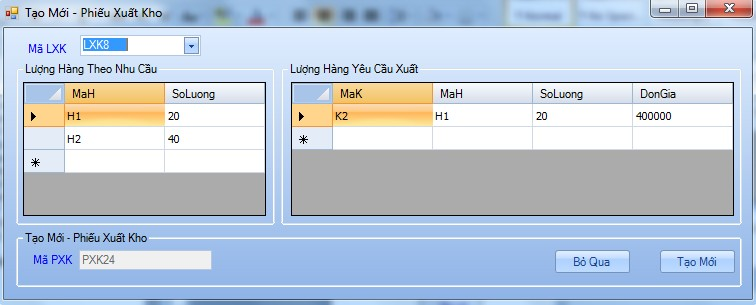 Tạo Mới - Phiếu Xuất Kho
Mã LXK LXK8
Lượng Hàng Theo Nhu Cầu
MaH SoLuong
H1 20
H2 40
Lượng Hàng Yêu Cầu Xuất
MaK MaH SoLuong DonGia
K2 H1 20 400000
Tạo Mới - Phiếu Xuất Kho
Mã PXK PXK24
Bỏ Qua Tạo Mới